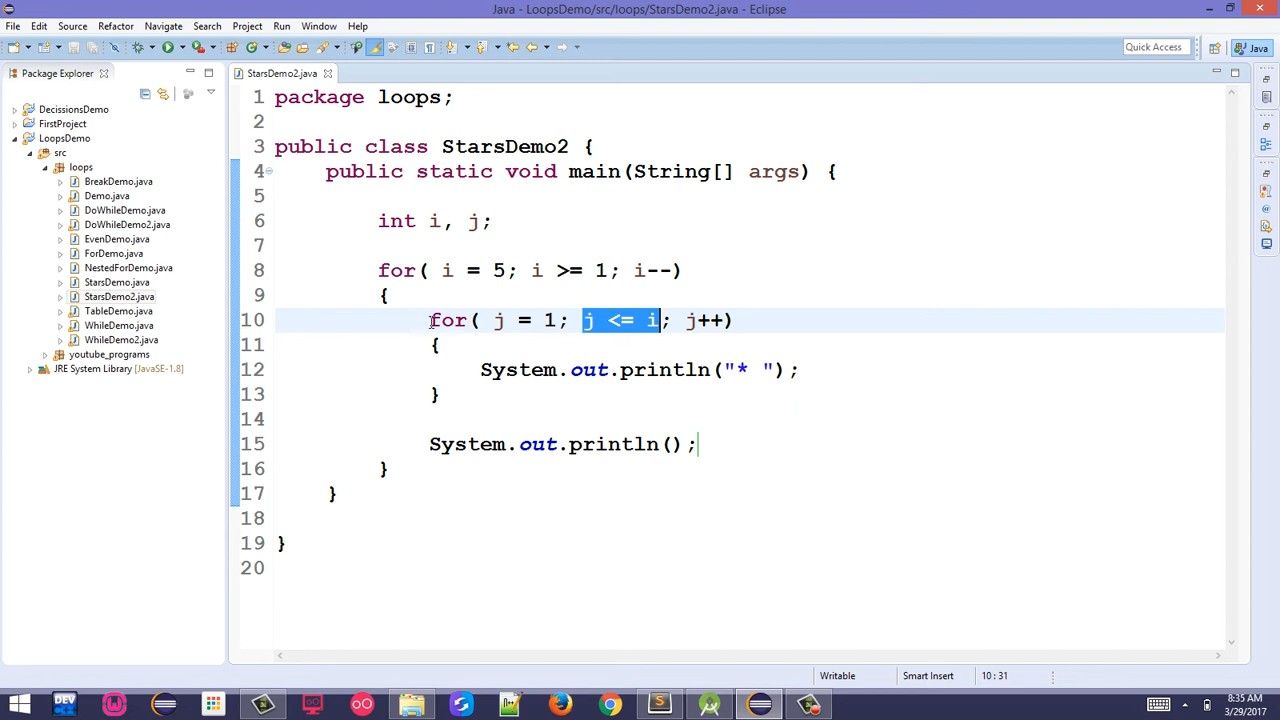 Java - LoopsDemo/src/loops/StarsDemo2.java - Eclipse
File Edit Source Refactor Navigate Search Project Run Window Help
Quick Access
Java
Package Explorer
StarsDemo2.java
DecissionsDemo
FirstProject
LoopsDemo
src
loops
BreakDemo.java
Demo.java
DoWhileDemo.java
DoWhileDemo2.java
EvenDemo.java
ForDemo.java
NestedForDemo.java
StarsDemo.java
StarsDemo2.java
TableDemo.java
WhileDemo.java
WhileDemo2.java
youtube_programs
JRE System Library [JavaSE-1.8]
1 package loops;
2
3 public class StarsDemo2 {
4 public static void main(String[] args) {
5
6 int i, j;
7
8 for( i = 5; i >= 1; i--)
9 {
10 for( j = 1; j <= i; j++)
11 {
12 System.out.println("* ");
13 }
14
15 System.out.println();
16 }
17 }
18
19 }
20
Writable Smart Insert 10 : 31
DEV
8:35 AM
3/29/2017